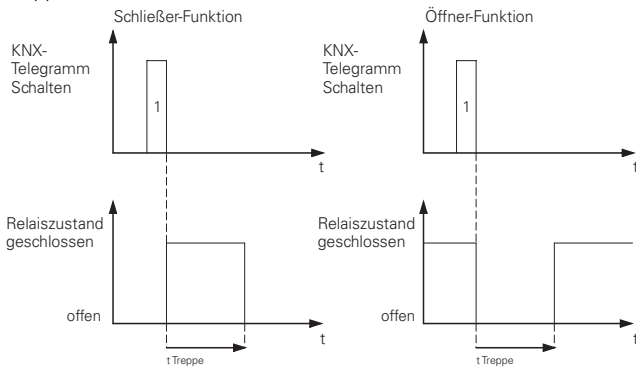 Schließer-Funktion
KNX-
Telegramm
Schalten
1
t
Relaiszustand
geschlossen
offen
t
t Treppe
Öffner-Funktion
KNX-
Telegramm
Schalten
1
t
Relaiszustand
geschlossen
offen
t
t Treppe